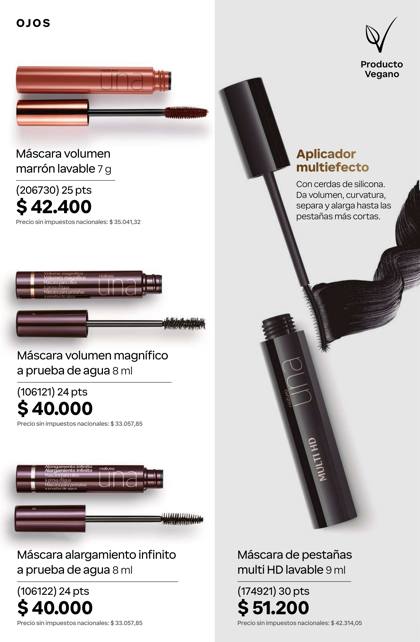 OJOS
Producto
Vegano
una
Máscara volumen
marrón lavable 7 g
(206730) 25 pts
$ 42.400
Precio sin impuestos nacionales: $ 35.041,32
Aplicador
multiefecto
Con cerdas de silicona.
Da volumen, curvatura,
separa y alarga hasta las
pestañas más cortas.
una
Máscara volumen magnífico
a prueba de agua 8 ml
(106121) 24 pts
$ 40.000
Precio sin impuestos nacionales: $ 33.057,85
una
MULTI HD
Alargamiento infinito
una
Máscara alargamiento infinito
a prueba de agua 8 ml
(106122) 24 pts
$ 40.000
Precio sin impuestos nacionales: $ 33.057,85
Máscara de pestañas
multi HD lavable 9 ml
(174921) 30 pts
$ 51.200
Precio sin impuestos nacionales: $ 42.314,05